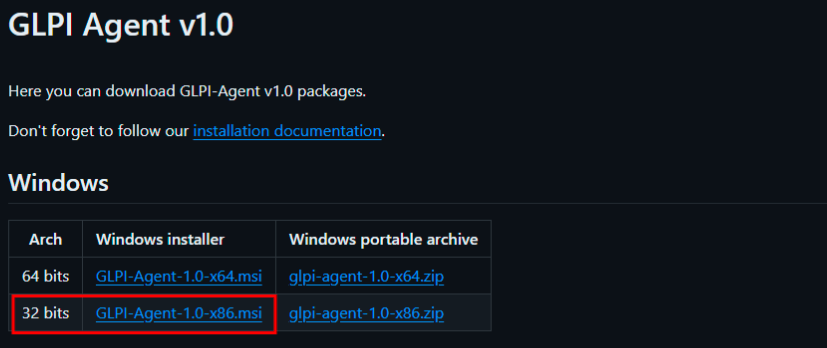 GLPI Agent v1.0
Here you can download GLPI-Agent v1.0 packages.
Don't forget to follow our installation documentation.
Windows
Arch Windows installer Windows portable archive
64 bits GLPI-Agent-1.0-x64.msi glpi-agent-1.0-x64.zip
32 bits GLPI-Agent-1.0-x86.msi glpi-agent-1.0-x86.zip